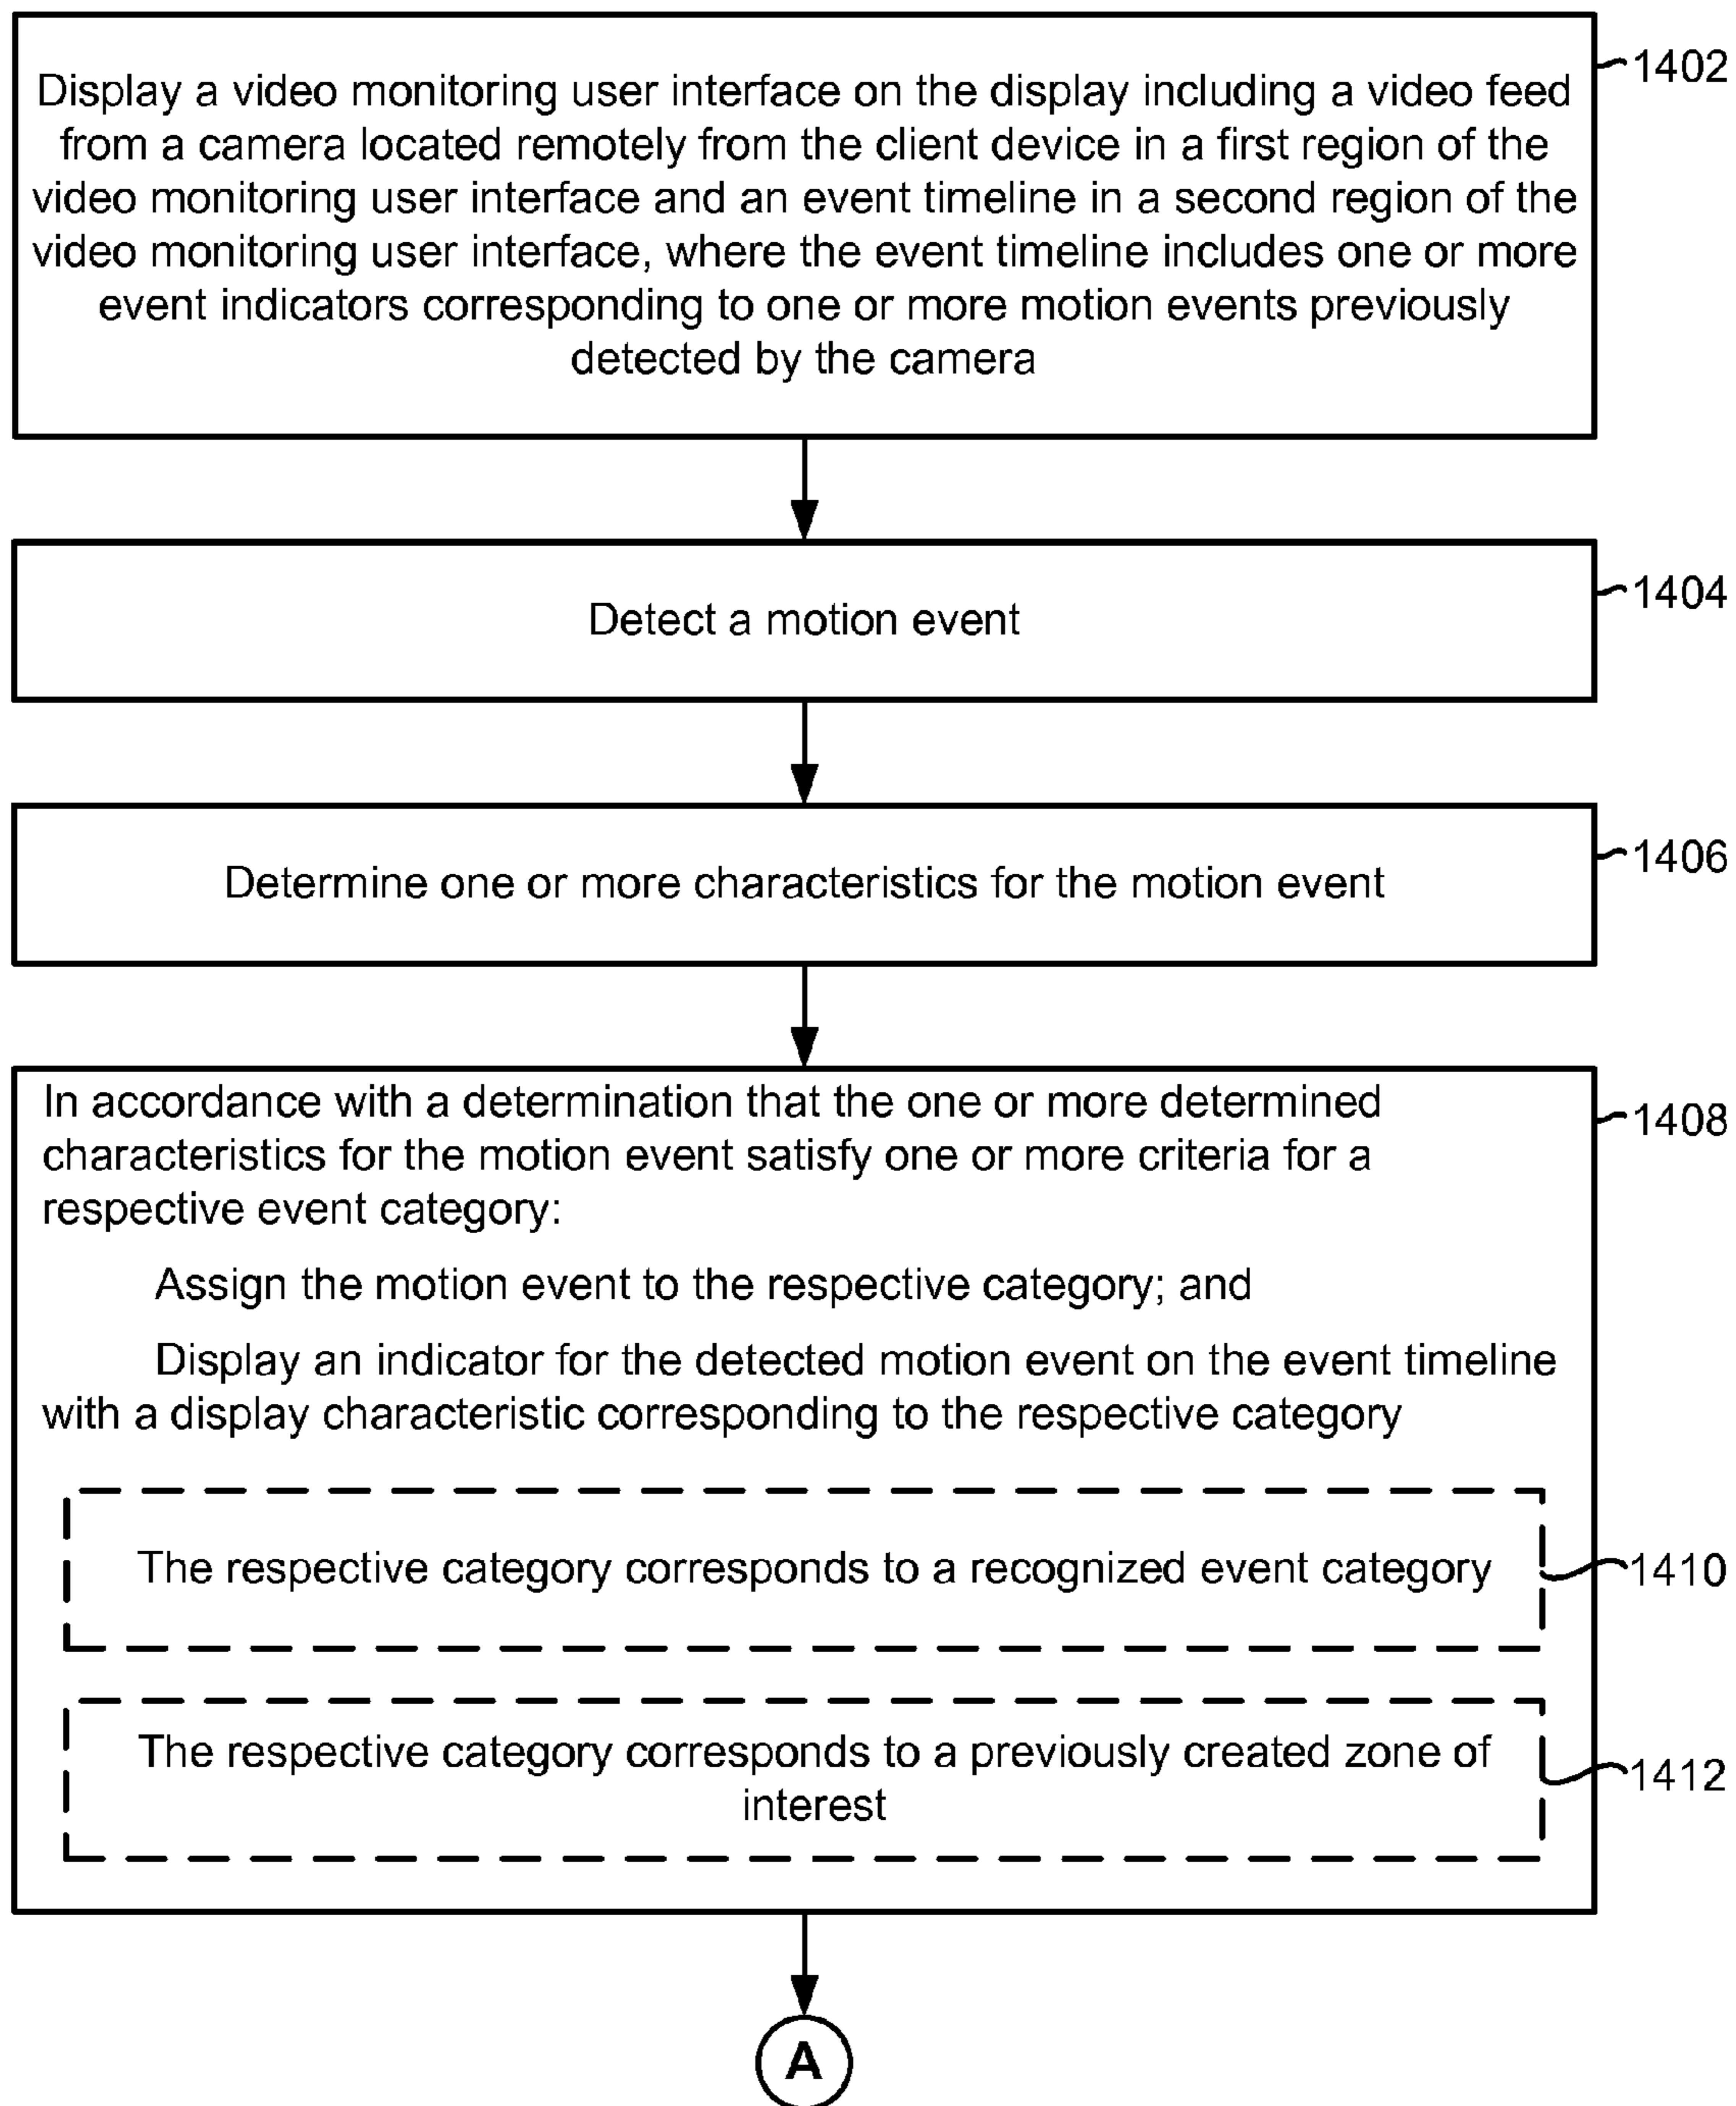 Display a video monitoring user interface on the display including a video feed
from a camera located remotely from the client device in a first region of the
video monitoring user interface and an event timeline in a second region of the
video monitoring user interface, where the event timeline includes one or more
event indicators corresponding to one or more motion events previously
detected by the camera
1402
Detect a motion event
1404
Determine one or more characteristics for the motion event
1406
In accordance with a determination that the one or more determined
characteristics for the motion event satisfy one or more criteria for a
respective event category:
Assign the motion event to the respective category; and
Display an indicator for the detected motion event on the event timeline
with a display characteristic corresponding to the respective category
1408
The respective category corresponds to a recognized event category
1410
The respective category corresponds to a previously created zone of
interest
1412
A